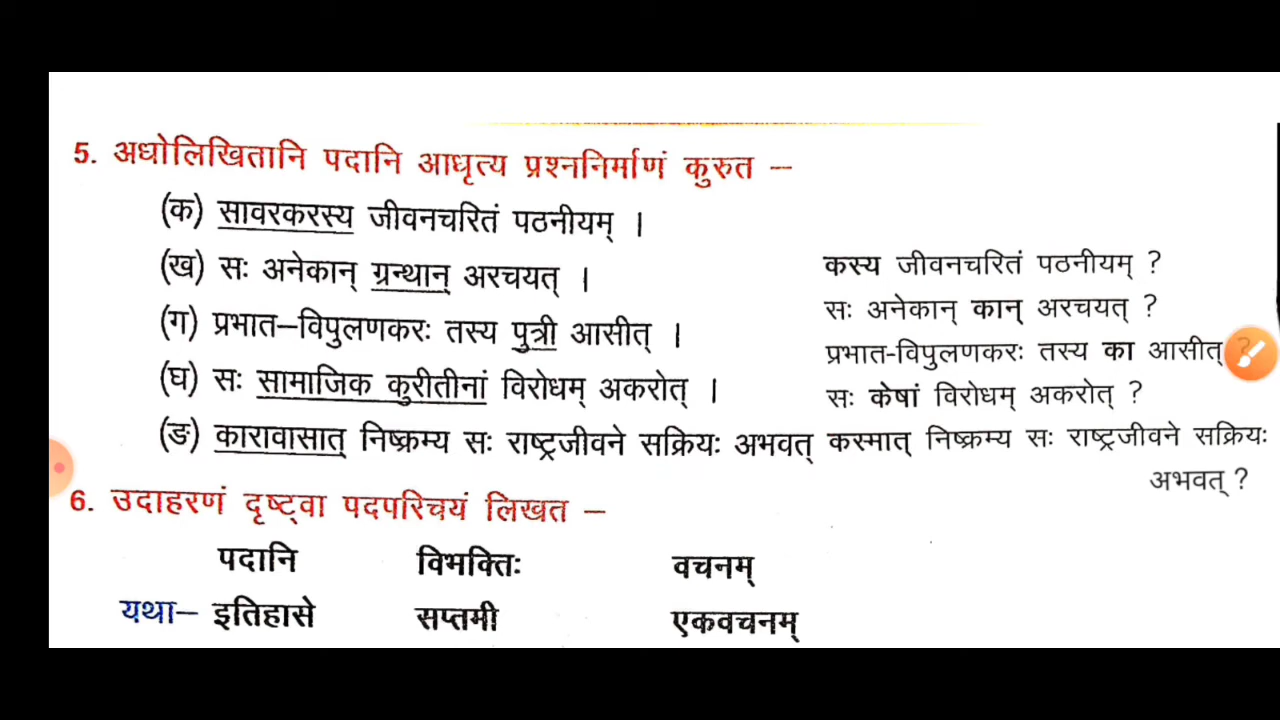 5. अधोलिखितानि पदानि आधृत्य प्रश्ननिर्माणं कुरुत –
(क) सावरकरस्य जीवनचरितं पठनीयम् ।
(ख) सः अनेकान् ग्रन्थान् अरचयत् ।
(ग) प्रभात–विपुलणकरः तस्य पुत्री आसीत् ।
(घ) सः सामाजिक कुरीतीनां विरोधम् अकरोत् ।
(ङ) कारावासात् निष्क्रम्य सः राष्ट्रजीवने सक्रियः अभवत्
कस्य जीवनचरितं पठनीयम् ?
सः अनेकान् कान् अरचयत् ?
प्रभात-विपुलणकरः तस्य का आसीत् ?
सः केषां विरोधम् अकरोत् ?
कस्मात् निष्क्रम्य सः राष्ट्रजीवने सक्रियः
अभवत् ?
6. उदाहरणं दृष्ट्वा पदपरिचयं लिखत –
पदानि विभक्तिः वचनम्
यथा– इतिहासे सप्तमी एकवचनम्